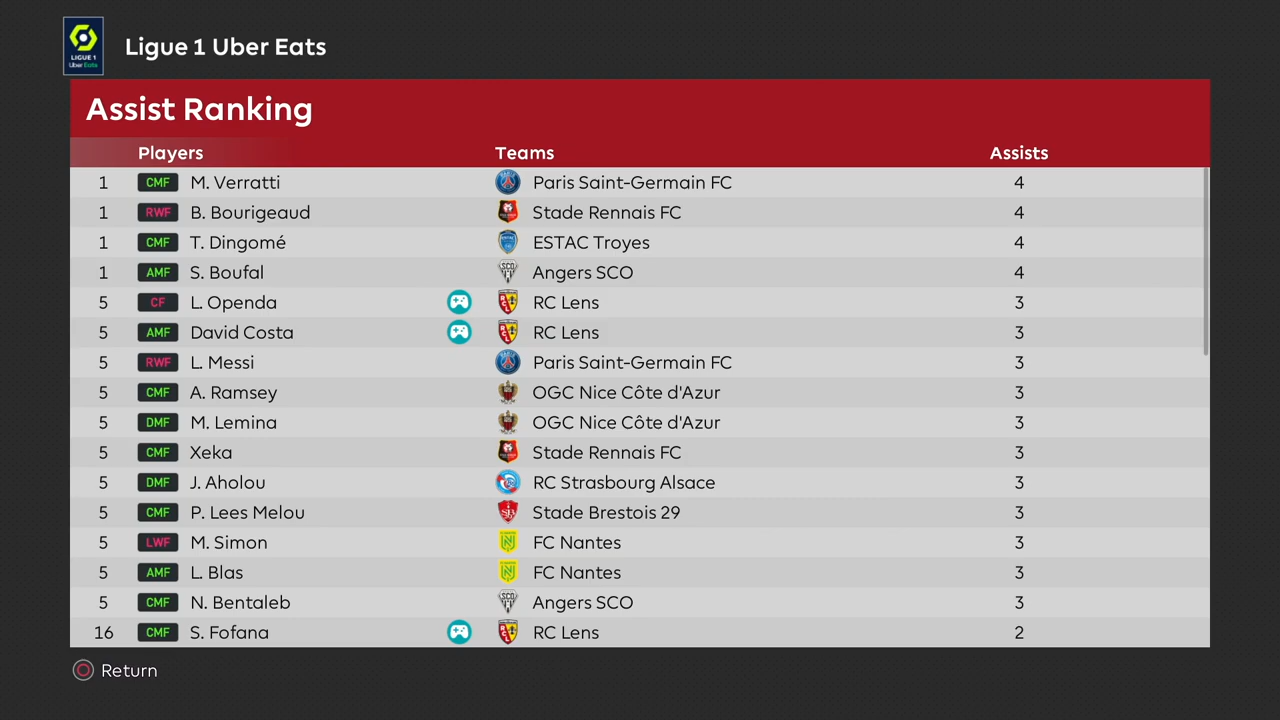 LIGUE 1
Uber Eats
Ligue 1 Uber Eats
Assist Ranking
Players Teams Assists
1 CMF M. Verratti Paris Saint-Germain FC 4
1 RWF B. Bourigeaud Stade Rennais FC 4
1 CMF T. Dingomé ESTAC Troyes 4
1 AMF S. Boufal Angers SCO 4
5 CF L. Openda RC Lens 3
5 AMF David Costa RC Lens 3
5 RWF L. Messi Paris Saint-Germain FC 3
5 CMF A. Ramsey OGC Nice Côte d'Azur 3
5 DMF M. Lemina OGC Nice Côte d'Azur 3
5 CMF Xeka Stade Rennais FC 3
5 DMF J. Aholou RC Strasbourg Alsace 3
5 CMF P. Lees Melou Stade Brestois 29 3
5 LWF M. Simon FC Nantes 3
5 AMF L. Blas FC Nantes 3
5 CMF N. Bentaleb Angers SCO 3
16 CMF S. Fofana RC Lens 2
Return